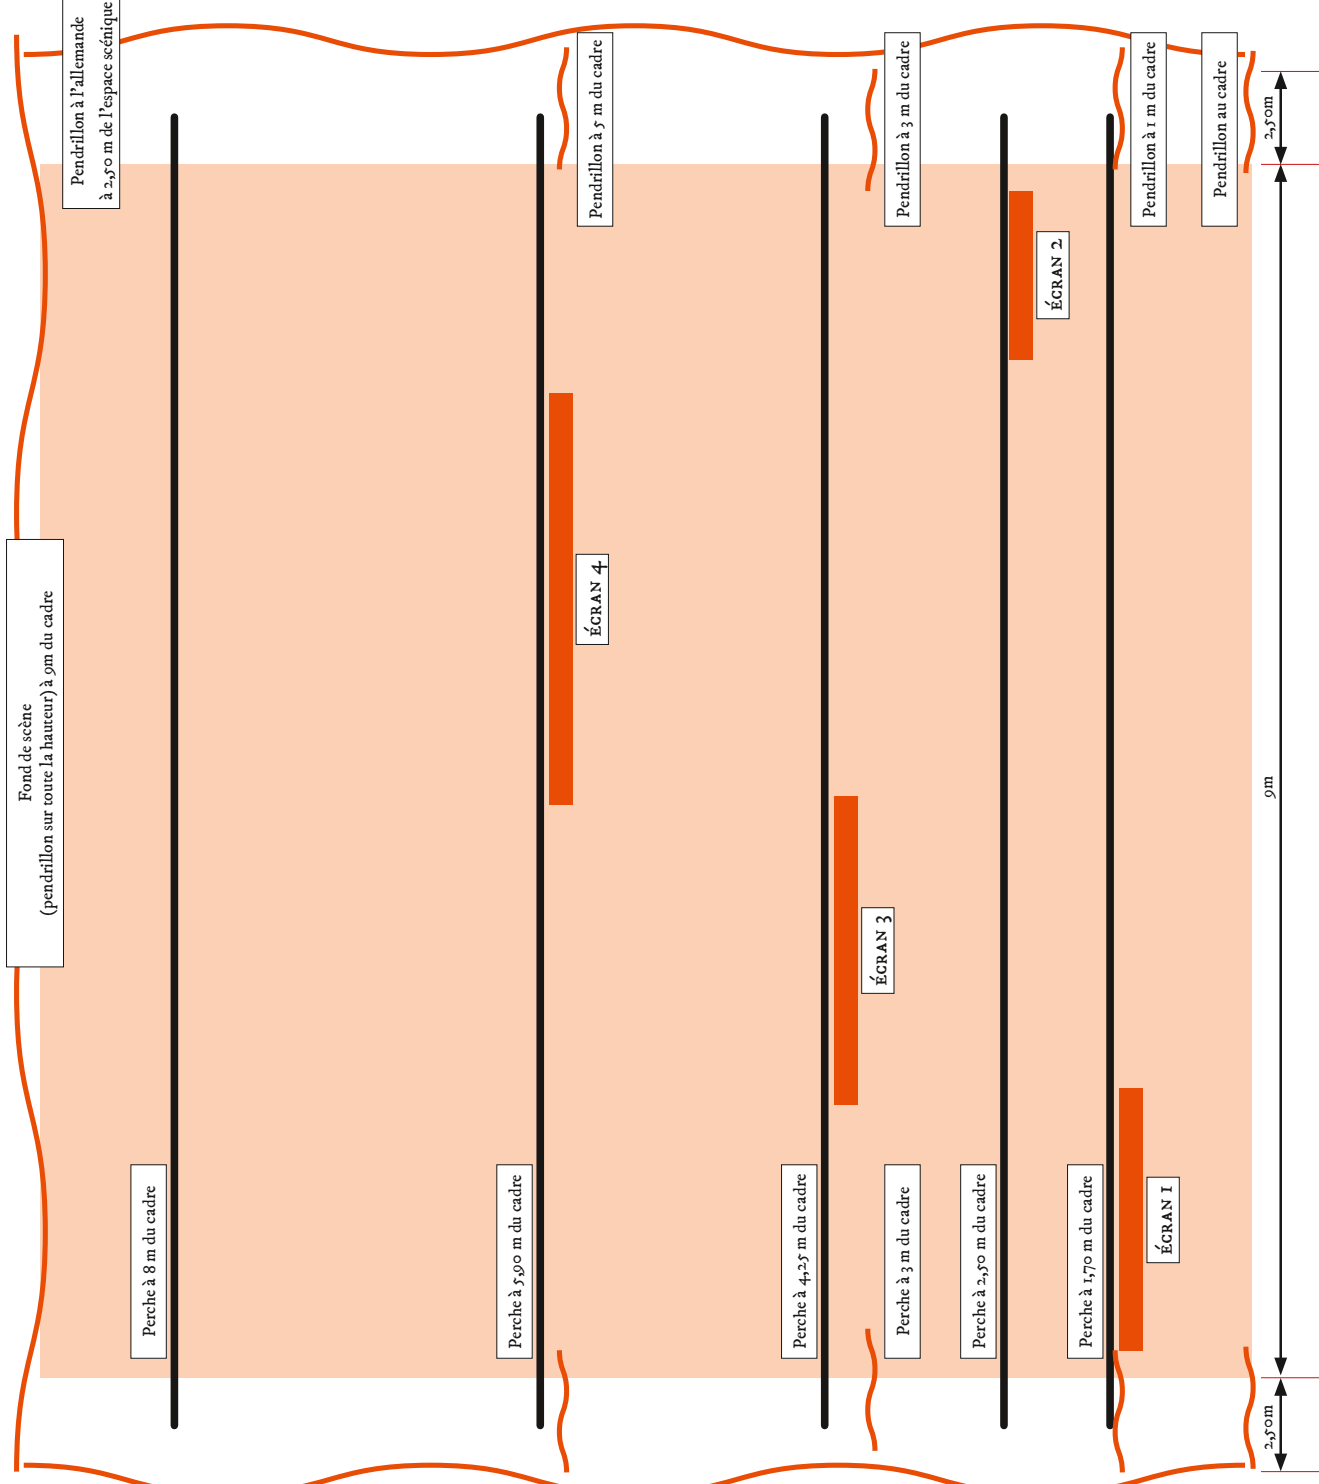 Pendrillon à l'allemande
à 2,50 m de l'espace scénique
Fond de scène
(pendrillon sur toute la hauteur) à 9m du cadre
Perche à 8 m du cadre
Perche à 5,90 m du cadre
Pendrillon à 5 m du cadre
ÉCRAN 4
Perche à 4,25 m du cadre
ÉCRAN 3
Pendrillon à 3 m du cadre
Perche à 3 m du cadre
Perche à 2,50 m du cadre
ÉCRAN 2
Perche à 1,70 m du cadre
Pendrillon à 1 m du cadre
ÉCRAN 1
Pendrillon au cadre
2,50m
9m
2,50m